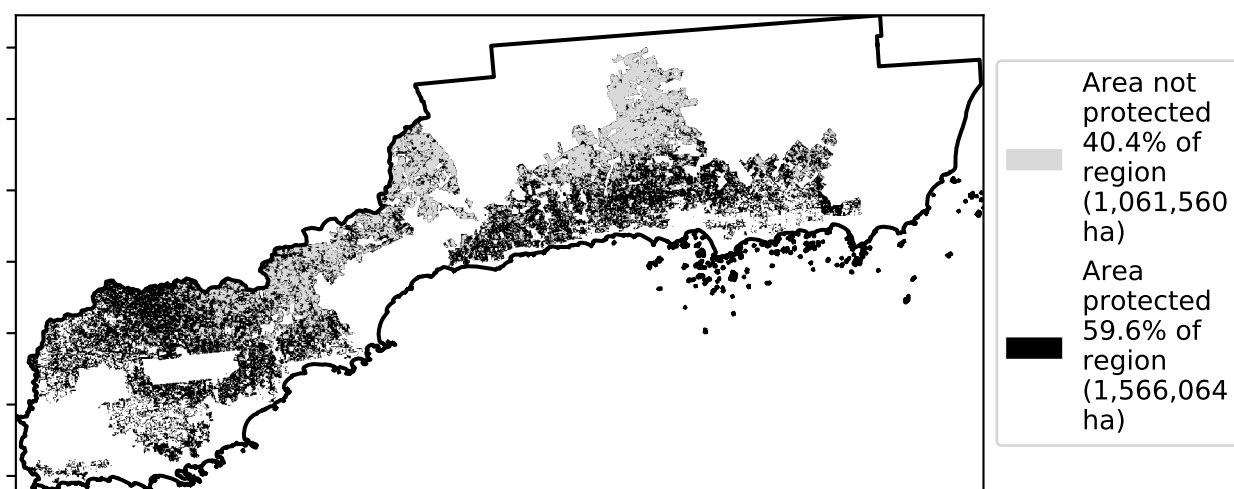 Area not
protected
40.4% of
region
(1,061,560
ha)
Area
protected
59.6% of
region
(1,566,064
ha)